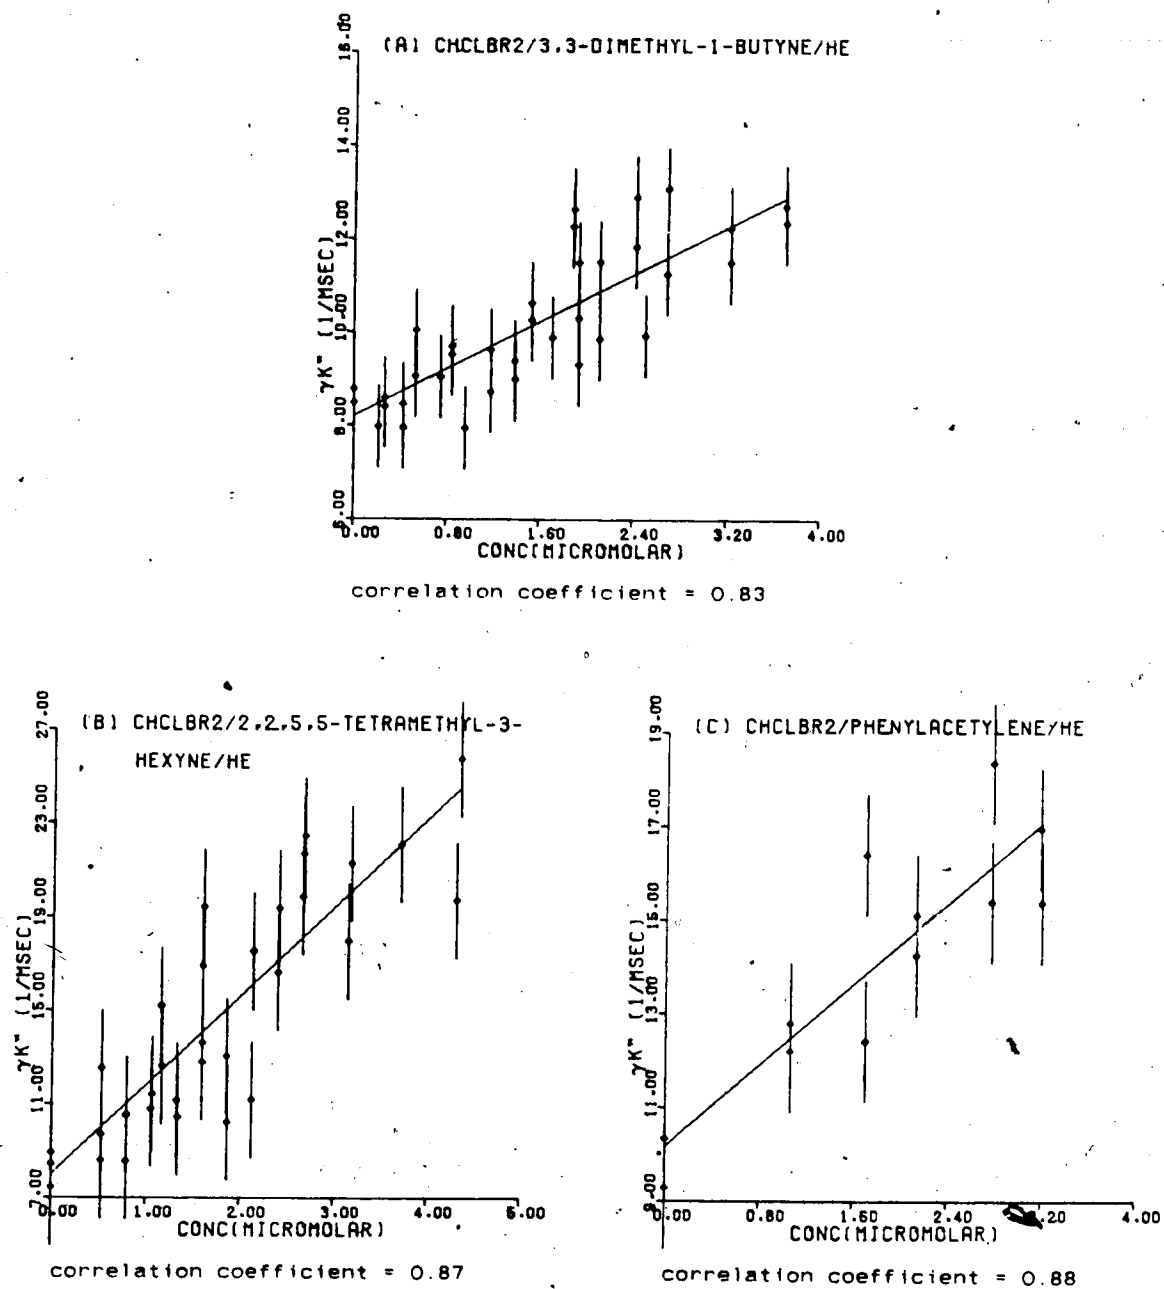 (A) CHCLBR2/3,3-DIMETHYL-1-BUTYNE/HE
16.00
14.00
12.00
10.00
8.00
6.00
γK" (1/MSEC)
0.00 0.80 1.60 2.40 3.20 4.00
CONC(MICROMOLAR)
correlation coefficient = 0.83
(B) CHCLBR2/2,2,5,5-TETRAMETHYL-3-
HEXYNE/HE
27.00
23.00
19.00
15.00
11.00
7.00
γK" (1/MSEC)
0.00 1.00 2.00 3.00 4.00 5.00
CONC(MICROMOLAR)
correlation coefficient = 0.87
(C) CHCLBR2/PHENYLACETYLENE/HE
19.00
17.00
15.00
13.00
11.00
9.00
γK" (1/MSEC)
0.00 0.80 1.60 2.40 3.20 4.00
CONC(MICROMOLAR)
correlation coefficient = 0.88